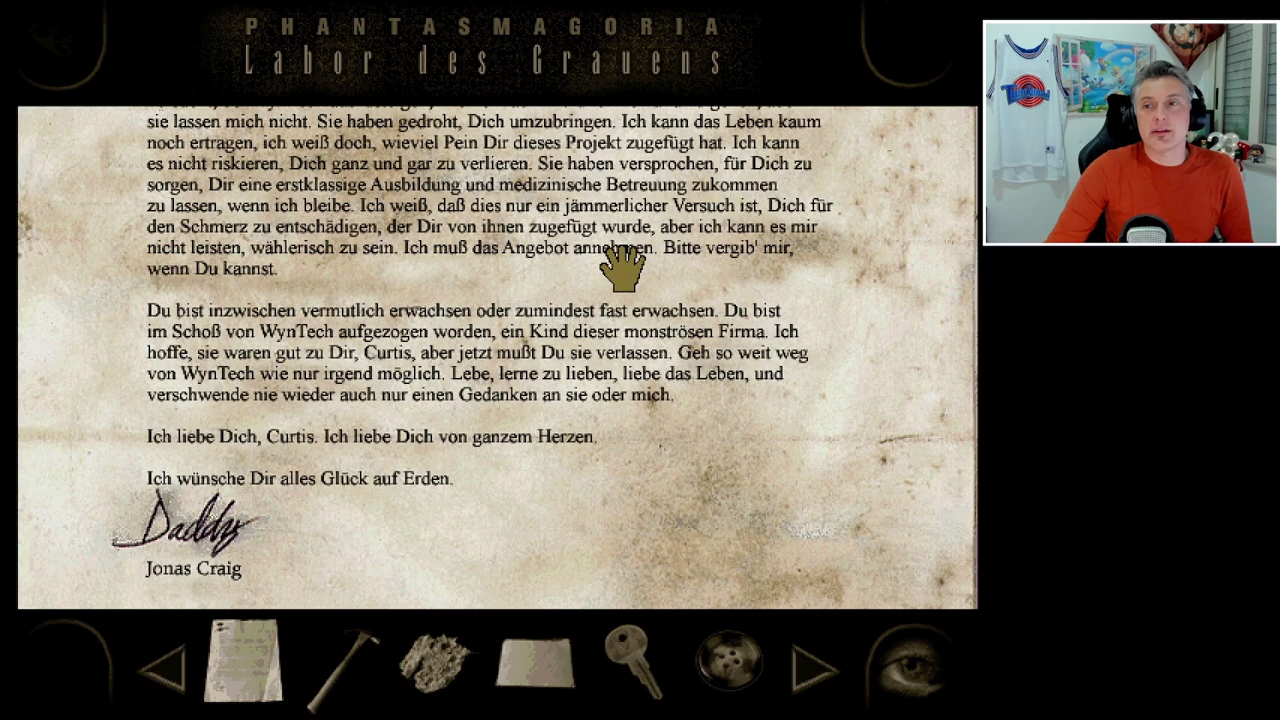 PHANTASMAGORIA
Labor des Grauens
sie lassen mich nicht. Sie haben gedroht, Dich umzubringen. Ich kann das Leben kaum
noch ertragen, ich weiß doch, wieviel Pein Dir dieses Projekt zugefügt hat. Ich kann
es nicht riskieren, Dich ganz und gar zu verlieren. Sie haben versprochen, für Dich zu
sorgen, Dir eine erstklassige Ausbildung und medizinische Betreuung zukommen
zu lassen, wenn ich bleibe. Ich weiß, daß dies nur ein jämmerlicher Versuch ist, Dich für
den Schmerz zu entschädigen, der Dir von ihnen zugefügt wurde, aber ich kann es mir
nicht leisten, wählerisch zu sein. Ich muß das Angebot annehmen. Bitte vergib' mir,
wenn Du kannst.
Du bist inzwischen vermutlich erwachsen oder zumindest fast erwachsen. Du bist
im Schoß von WynTech aufgezogen worden, ein Kind dieser monströsen Firma. Ich
hoffe, sie waren gut zu Dir, Curtis, aber jetzt mußt Du sie verlassen. Geh so weit weg
von WynTech wie nur irgend möglich. Lebe, lerne zu lieben, liebe das Leben, und
verschwende nie wieder auch nur einen Gedanken an sie oder mich.
Ich liebe Dich, Curtis. Ich liebe Dich von ganzem Herzen.
Ich wünsche Dir alles Glück auf Erden.
Daddy
Jonas Craig